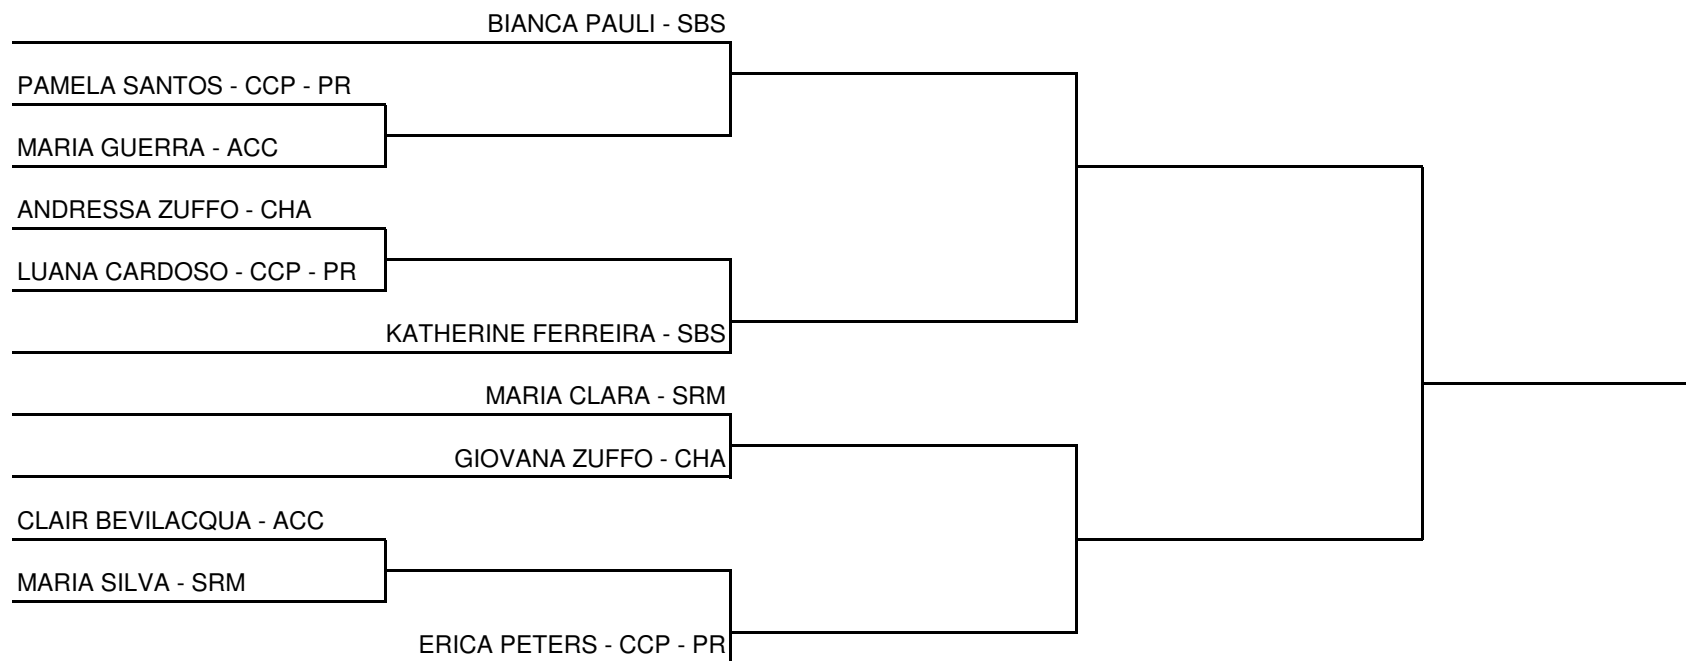 BIANCA PAULI - SBS
PAMELA SANTOS - CCP - PR
MARIA GUERRA - ACC
ANDRESSA ZUFFO - CHA
LUANA CARDOSO - CCP - PR
KATHERINE FERREIRA - SBS
MARIA CLARA - SRM
GIOVANA ZUFFO - CHA
CLAIR BEVILACQUA - ACC
MARIA SILVA - SRM
ERICA PETERS - CCP - PR